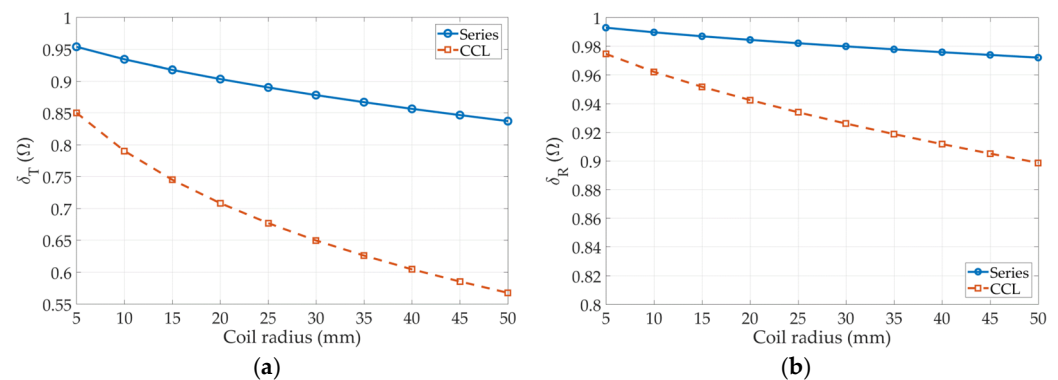 1
0.95
0.9
0.85
0.8
0.75
0.7
0.65
0.6
0.55
δT (Ω)
Series
CCL
5 10 15 20 25 30 35 40 45 50
Coil radius (mm)
(a)
1
0.98
0.96
0.94
0.92
0.9
0.88
0.86
0.84
0.82
0.8
δR (Ω)
Series
CCL
5 10 15 20 25 30 35 40 45 50
Coil radius (mm)
(b)